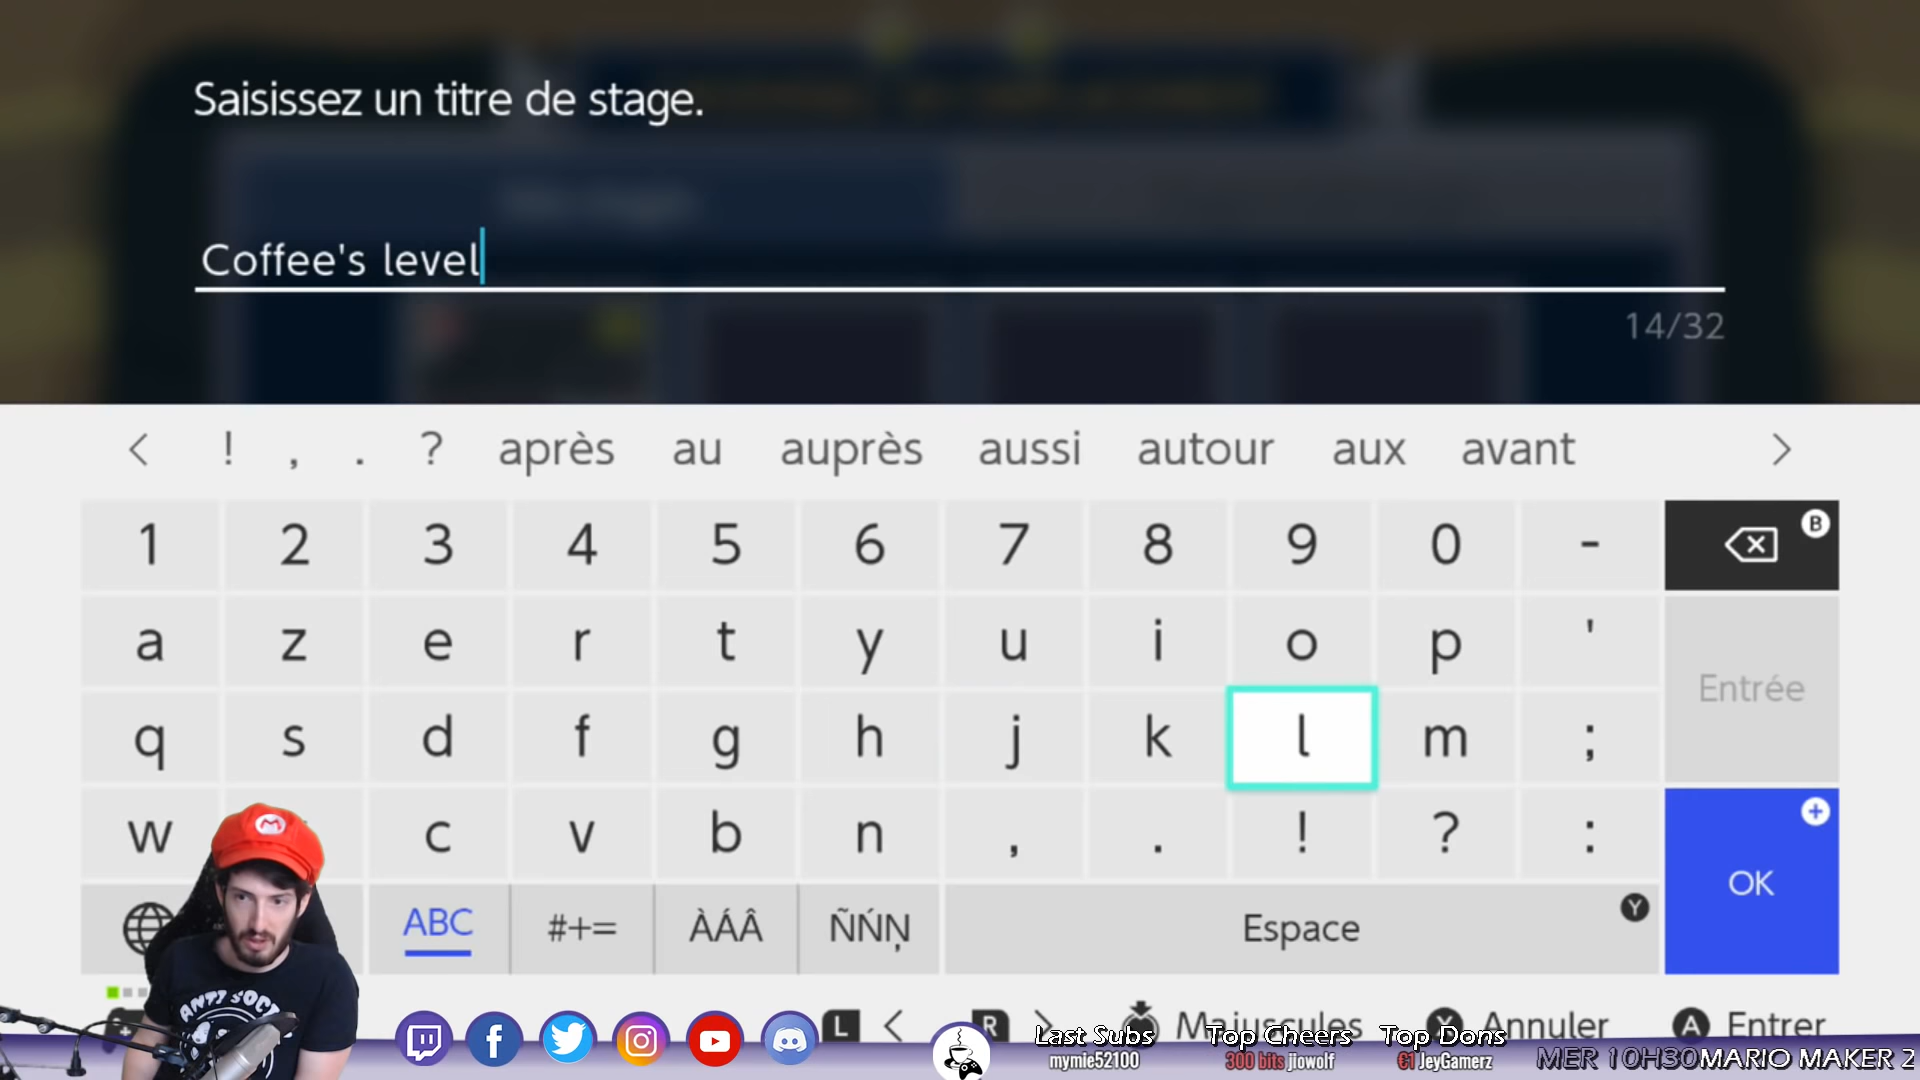 Saisissez un titre de stage.
Coffee's level
14/32
! , . ? après au auprès aussi autour aux avant
1 2 3 4 5 6 7 8 9 0 - B
a z e r t y u i o p '
Entrée
q s d f g h j k l m ;
w c v b n , . ! ? :
OK
ABC #+= ÀÁÂ ÑŃŅ Espace Y
ANTI SOC
L R Majuscules X Annuler A Entrer
Last Subs Top Cheers Top Dons
mymie52100 300 bits jiowolf €1 JeyGamerz
MER 10H30 MARIO MAKER 2